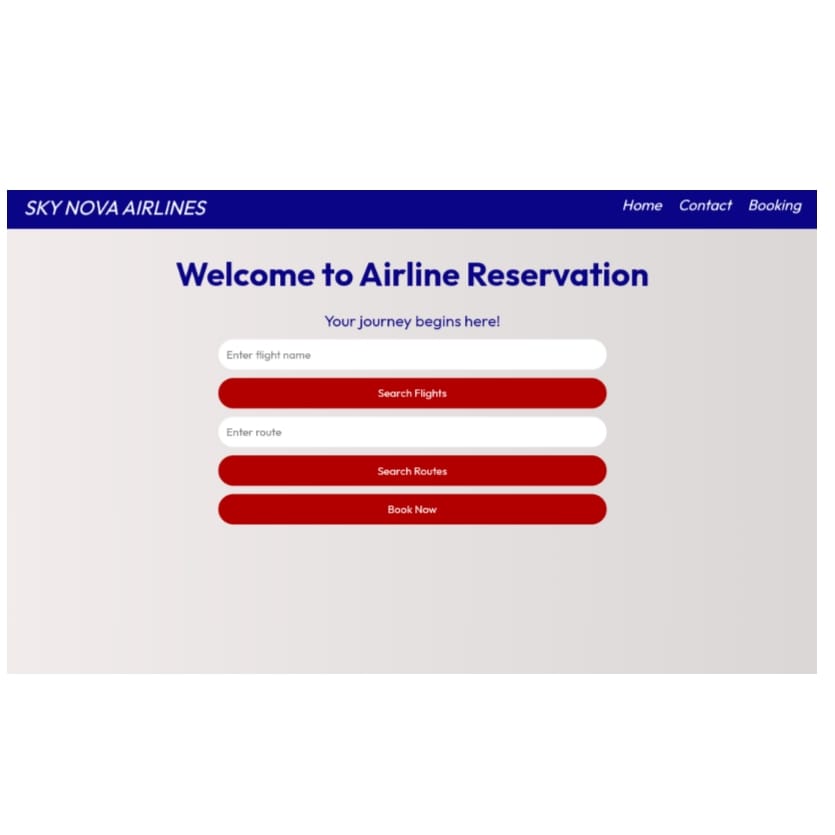 SKY NOVA AIRLINES
Home Contact Booking
Welcome to Airline Reservation
Your journey begins here!
Enter flight name
Search Flights
Enter route
Search Routes
Book Now